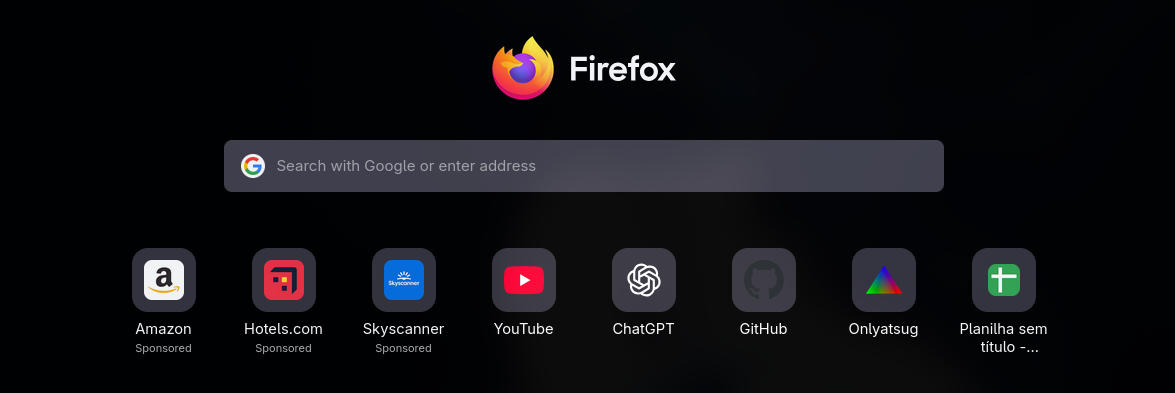 Firefox
Search with Google or enter address
a
Skyscanner
Amazon
Sponsored
Hotels.com
Sponsored
Skyscanner
Sponsored
YouTube
ChatGPT
GitHub
Onlyatsug
Planilha sem
título -...